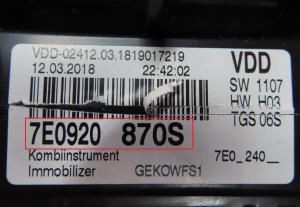 VDD-02412.03.1819017219 VDD
12.03.2018 22:42:02 SW 1107
HW H03
7E0920 870S TGS 06S
Kombiinstrument 7E0_240__
Immobilizer GEKOWFS1